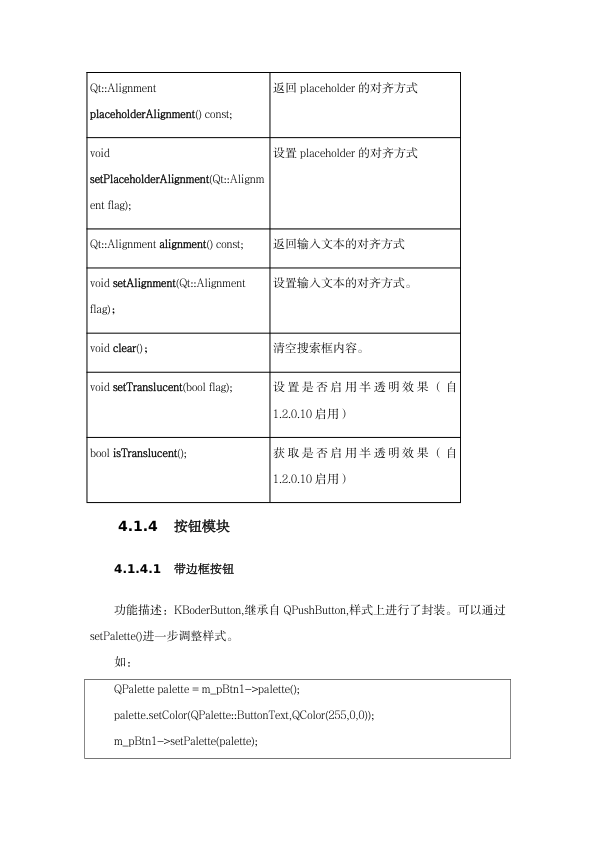 Qt::Alignment
placeholderAlignment() const;
返回 placeholder 的对齐方式
void
setPlaceholderAlignment(Qt::Alignm
ent flag);
设置 placeholder 的对齐方式
Qt::Alignment alignment() const;
返回输入文本的对齐方式
void setAlignment(Qt::Alignment
flag);
设置输入文本的对齐方式。
void clear();
清空搜索框内容。
void setTranslucent(bool flag);
设置是否启用半透明效果（自
1.2.0.10 启用）
bool isTranslucent();
获取是否启用半透明效果（自
1.2.0.10 启用）
4.1.4 按钮模块
4.1.4.1 带边框按钮
功能描述：KBoderButton,继承自 QPushButton,样式上进行了封装。可以通过
setPalette()进一步调整样式。
如：
QPalette palette = m_pBtn1->palette();
palette.setColor(QPalette::ButtonText,QColor(255,0,0));
m_pBtn1->setPalette(palette);